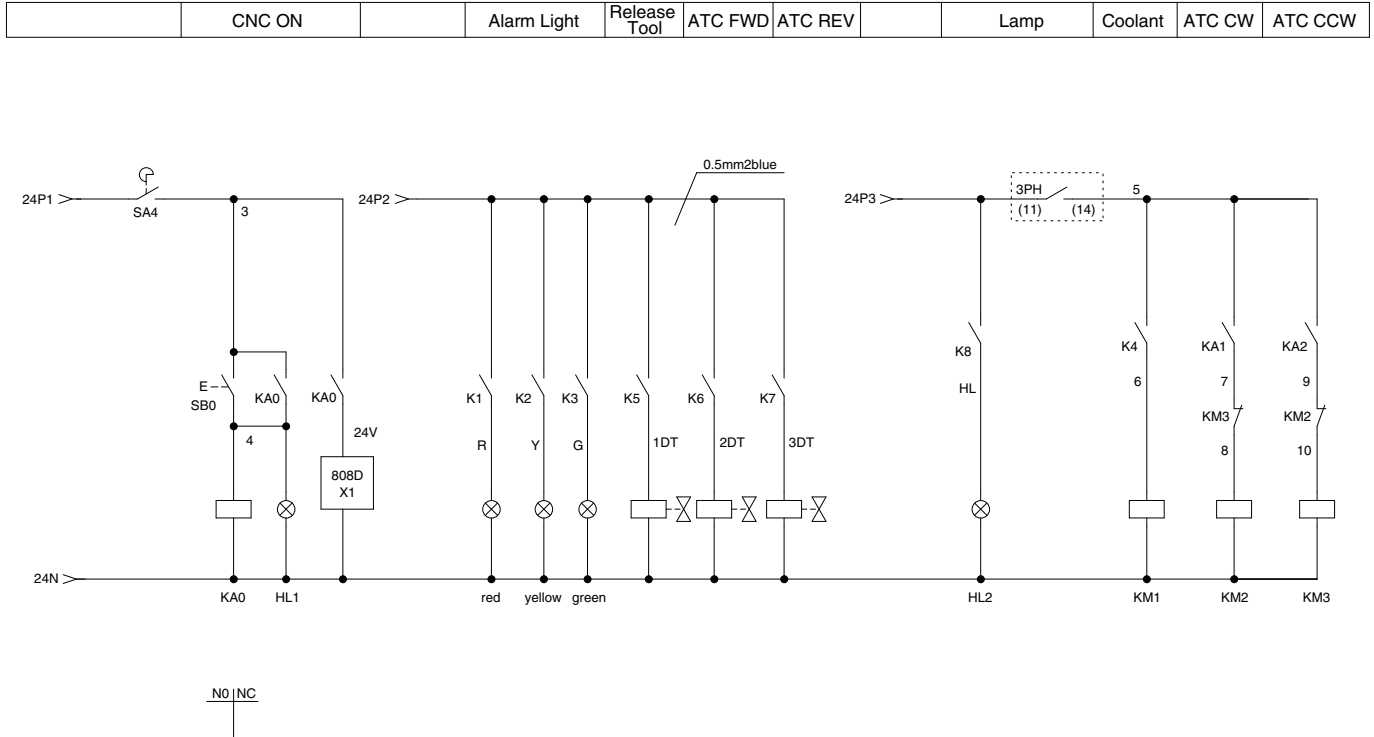 CNC ON
Alarm Light
Release
Tool
ATC FWD
ATC REV
Lamp
Coolant
ATC CW
ATC CCW
0.5mm2blue
24P1
SA4
3
24P2
24P3
3PH
(11)
(14)
5
E
SB0
KA0
KA0
K1
K2
K3
K5
K6
K7
K8
K4
KA1
KA2
HL
6
7
9
KM3
KM2
4
24V
R
Y
G
1DT
2DT
3DT
8
10
808D
X1
24N
KA0
HL1
red
yellow
green
HL2
KM1
KM2
KM3
N0
NC